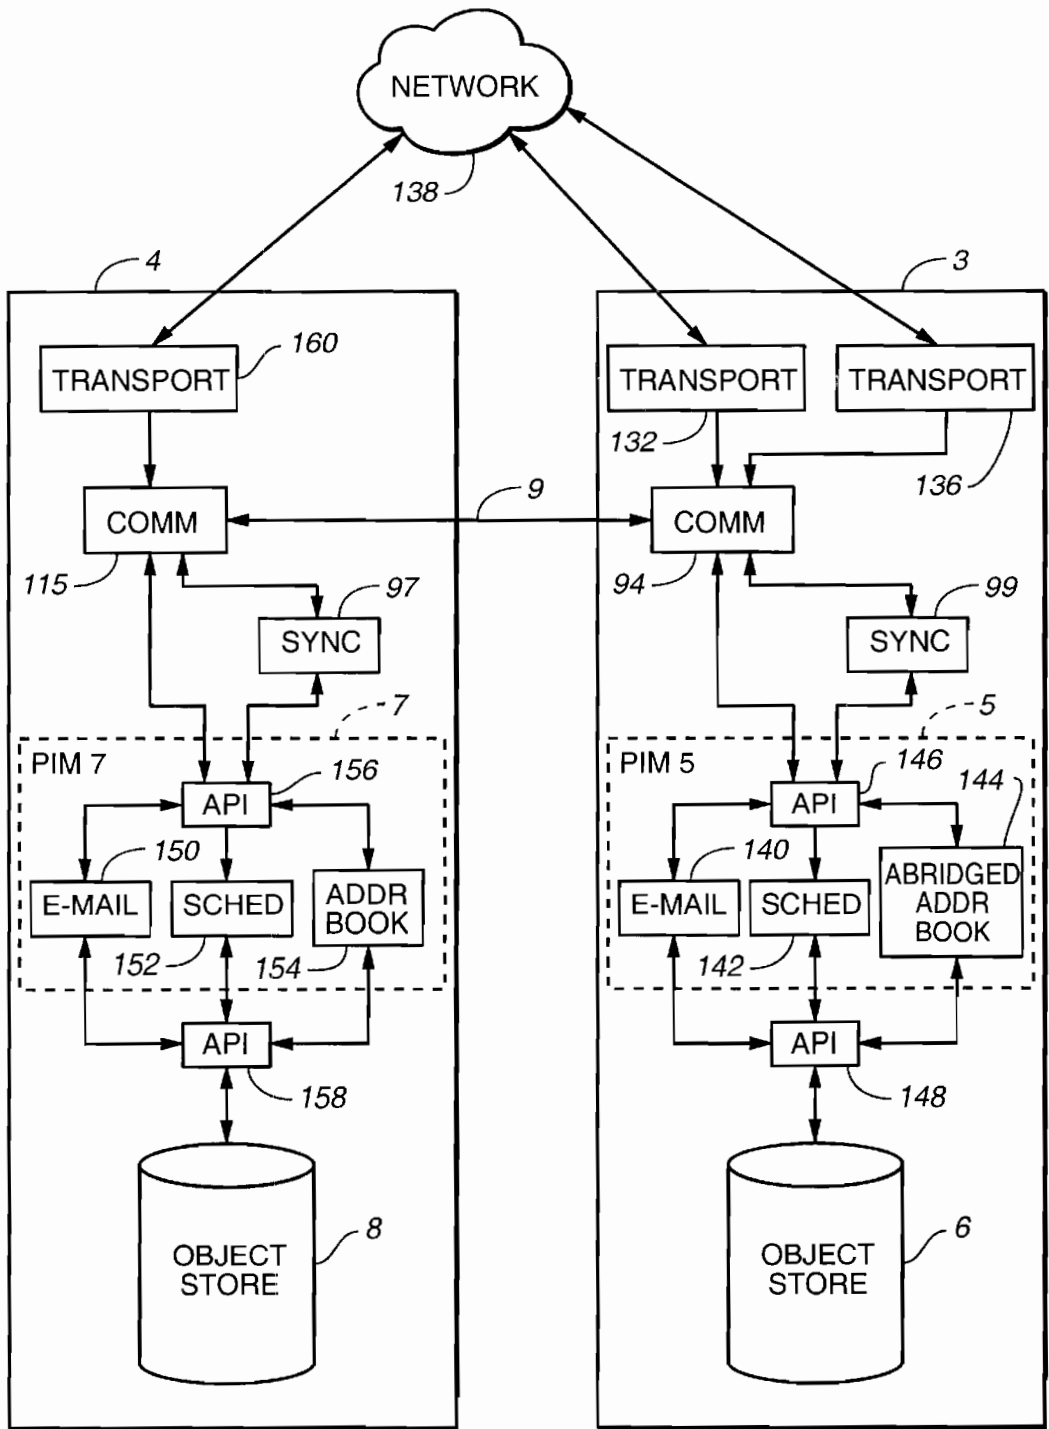 NETWORK
138
4
3
160
TRANSPORT
TRANSPORT
TRANSPORT
132
136
9
COMM
COMM
115
97
94
99
SYNC
SYNC
7
5
PIM 7
156
PIM 5
146
144
API
API
150
140
E-MAIL
SCHED
ADDR
BOOK
E-MAIL
SCHED
ABRIDGED
ADDR
BOOK
152
154
142
API
API
158
148
8
6
OBJECT
STORE
OBJECT
STORE